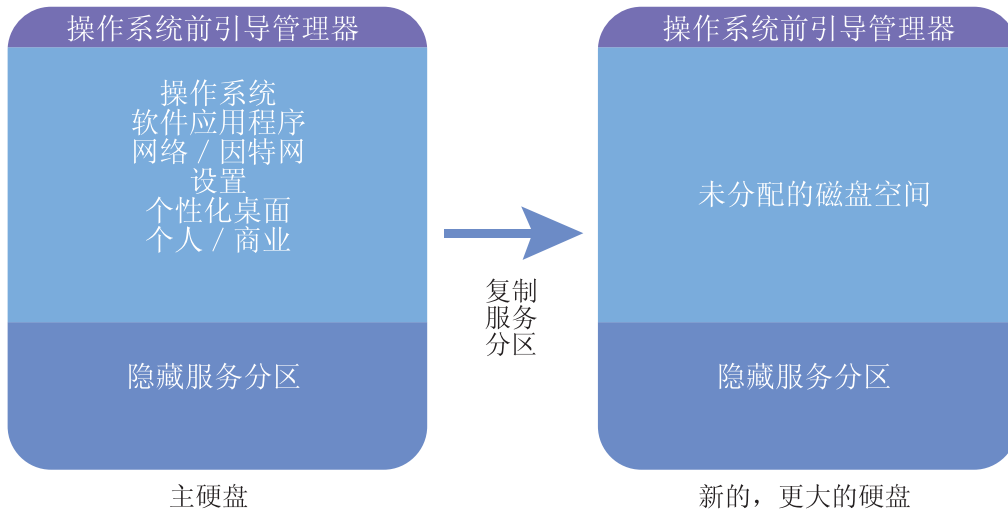 操作系统前引导管理器
操作系统
软件应用程序
网络 / 因特网
设置
个性化桌面
个人 / 商业
隐藏服务分区
主硬盘
复制
服务
分区
操作系统前引导管理器
未分配的磁盘空间
隐藏服务分区
新的，更大的硬盘